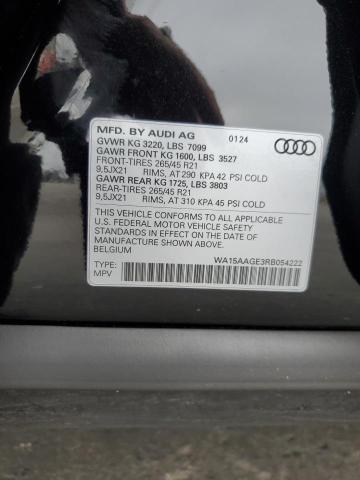 MFD. BY AUDI AG 0124
GVWR KG 3220, LBS 7099
GAWR FRONT KG 1600, LBS 3527
FRONT-TIRES 265/45 R21
9,5JX21 RIMS, AT 290 KPA 42 PSI COLD
GAWR REAR KG 1725, LBS 3803
REAR-TIRES 265/45 R21
9,5JX21 RIMS, AT 310 KPA 45 PSI COLD
THIS VEHICLE CONFORMS TO ALL APPLICABLE
U.S. FEDERAL MOTOR VEHICLE SAFETY
STANDARDS IN EFFECT ON THE DATE OF
MANUFACTURE SHOWN ABOVE
BELGIUM
TYPE: WA15AAGE3RB054222
MPV